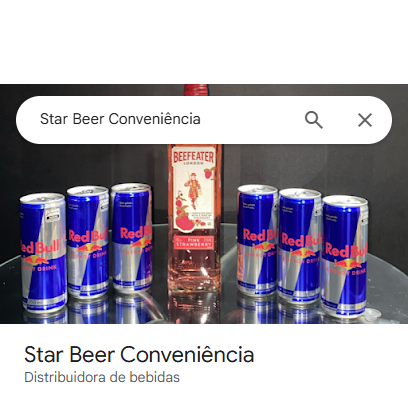 Star Beer Conveniência
BEEFEATER
LONDON
PINK
STRAWBERRY
Red Bull
ENERGY DRINK
Red Bull
ENERGY DRINK
Red Bull
ENERGY DRINK
Red Bull
ENERGY DRINK
Red Bull
ENERGY DRINK
Red Bull
ENERGY DRINK
Star Beer Conveniência
Distribuidora de bebidas